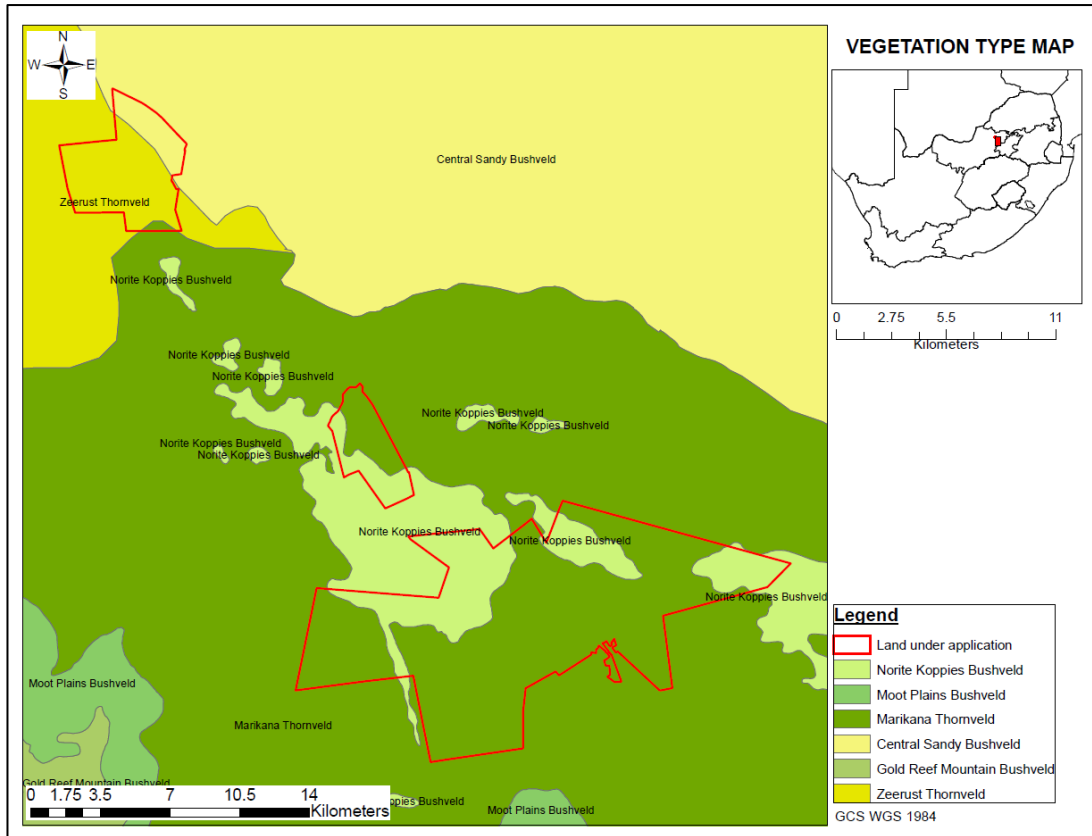 N
W E
S
VEGETATION TYPE MAP
Central Sandy Bushveld
Zeerust Thornveld
Norite Koppies Bushveld
0 2.75 5.5 11
Kilometers
Norite Koppies Bushveld
Norite Koppies Bushveld
Norite Koppies Bushveld
Norite Koppies Bushveld
Norite Koppies Bushveld
Norite Koppies Bushveld
Norite Koppies Bushveld
Norite Koppies Bushveld
Norite Koppies Bushveld
Moot Plains Bushveld
Marikana Thornveld
Gold Reef Mountain Bushveld
Koppies Bushveld
Moot Plains Bushveld
0 1.75 3.5 7 10.5 14
Kilometers
Legend
Land under application
Norite Koppies Bushveld
Moot Plains Bushveld
Marikana Thornveld
Central Sandy Bushveld
Gold Reef Mountain Bushveld
Zeerust Thornveld
GCS WGS 1984